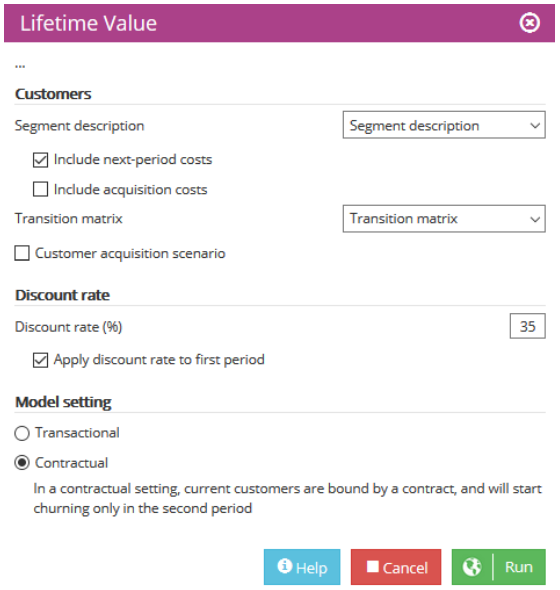 Lifetime Value
...
Customers
Segment description
Segment description
Include next-period costs
Include acquisition costs
Transition matrix
Transition matrix
Customer acquisition scenario
Discount rate
Discount rate (%)
35
Apply discount rate to first period
Model setting
Transactional
Contractual
In a contractual setting, current customers are bound by a contract, and will start
churning only in the second period
Help
Cancel
Run